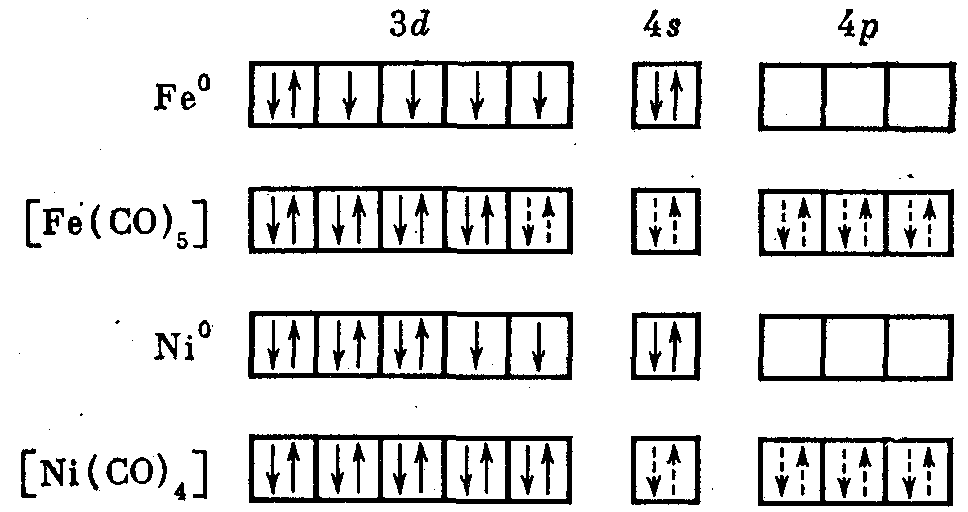 3d 4s 4p
Fe⁰
[Fe(CO)₅]
Ni⁰
[Ni(CO)₄]